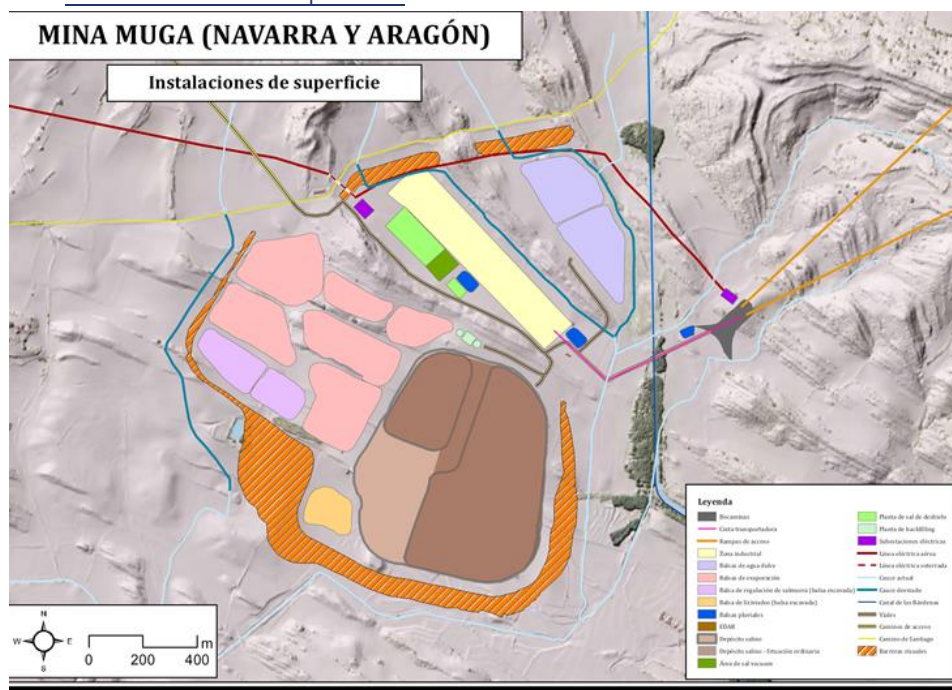 MINA MUGA (NAVARRA Y ARAGÓN)
Instalaciones de superficie
Leyenda
Bocaminas
Cinta transportadora
Rampas de acceso
Zona industrial
Balsas de agua dulce
Balsas de evaporación
Balsa de regulación de salmuera (balsa excavada)
Balsa de lixiviados (balsa excavada)
Balsas pluviales
EDAR
Depósito salino
Depósito salino - Situación ordinaria
Área de sal vacuum
Planta de sal de deshielo
Planta de backfilling
Subestaciones eléctricas
Línea eléctrica aérea
Línea eléctrica enterrada
Cauce actual
Cauce desviado
Canal de las Bárdenas
Viales
Caminos de acceso
Camino de Santiago
Barreras visuales
N
W E
S
0 200 400 m